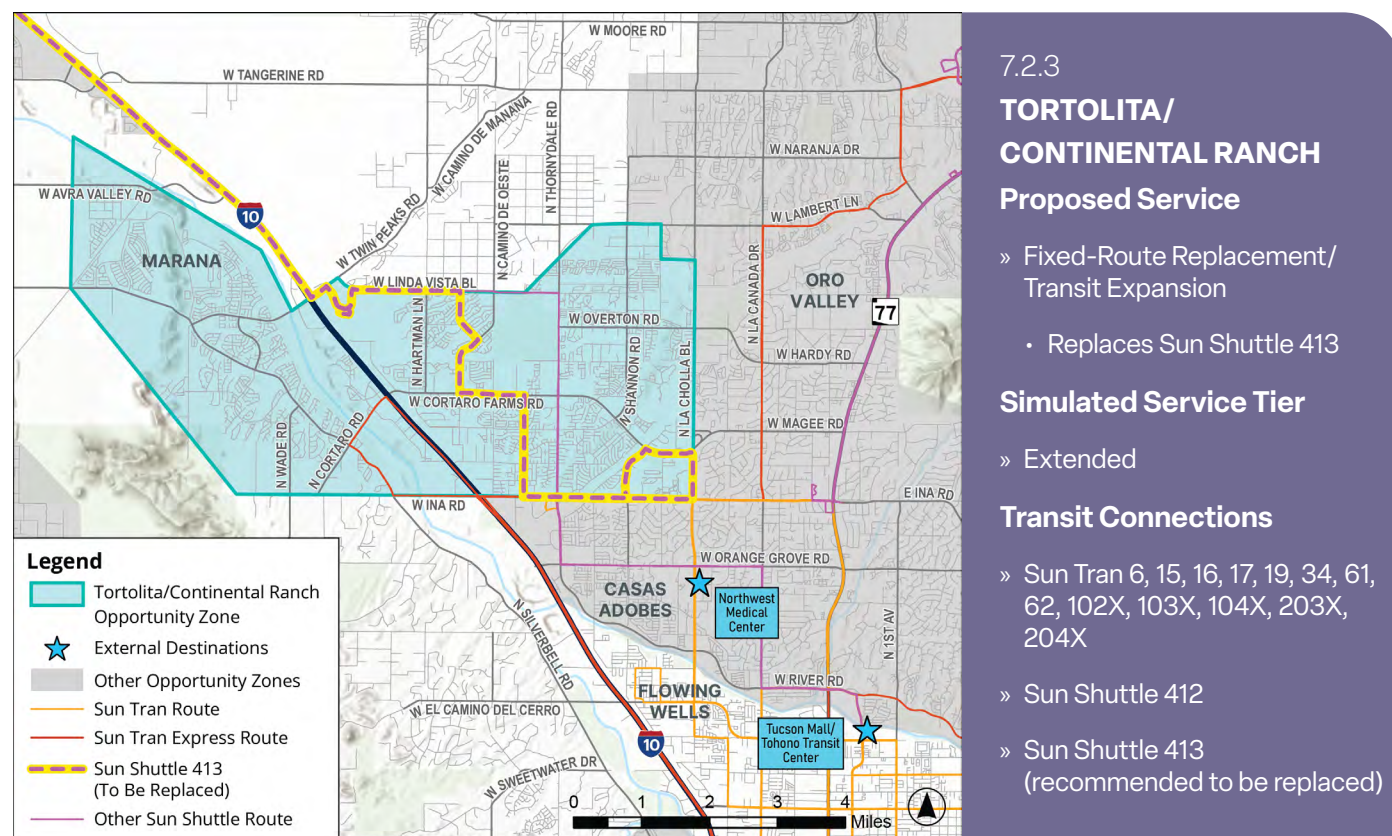 W MOORE RD
W TANGERINE RD
W CAMINO DE MANANA
N THORNYDALE RD
W NARANJA DR
W AVRA VALLEY RD
10
W TWIN PEAKS RD
N CAMINO DE OESTE
W LAMBERT LN
MARANA
W LINDA VISTA BL
N LA CANADA DR
ORO
VALLEY
77
N HARTMAN LN
W OVERTON RD
N SHANNON RD
N LA CHOLLA BL
W HARDY RD
W CORTARO FARMS RD
W MAGEE RD
N WADE RD
N CORTARO RD
W INA RD
E INA RD
W ORANGE GROVE RD
CASAS
ADOBES
Northwest
Medical
Center
N SILVERBELL RD
N 1ST AV
W RIVER RD
FLOWING
WELLS
W EL CAMINO DEL CERRO
Tucson Mall/
Tohono Transit
Center
10
W SWEETWATER DR
0 1 2 3 4
Miles
Legend
Tortolita/Continental Ranch
Opportunity Zone
External Destinations
Other Opportunity Zones
Sun Tran Route
Sun Tran Express Route
Sun Shuttle 413
(To Be Replaced)
Other Sun Shuttle Route
7.2.3
TORTOLITA/
CONTINENTAL RANCH
Proposed Service
» Fixed-Route Replacement/
Transit Expansion
• Replaces Sun Shuttle 413
Simulated Service Tier
» Extended
Transit Connections
» Sun Tran 6, 15, 16, 17, 19, 34, 61,
62, 102X, 103X, 104X, 203X,
204X
» Sun Shuttle 412
» Sun Shuttle 413
(recommended to be replaced)